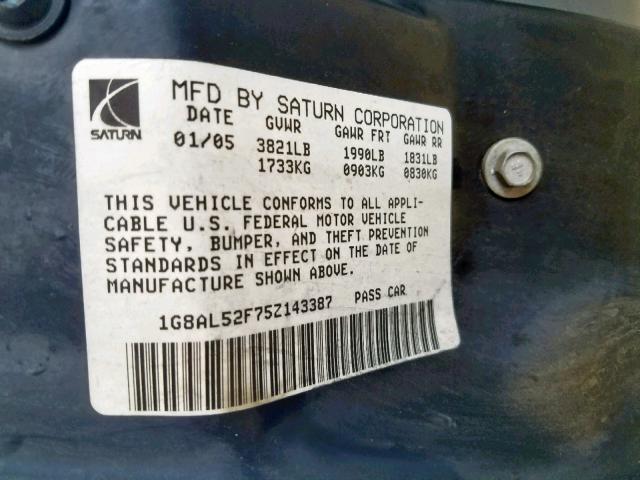 SATURN
MFD BY SATURN CORPORATION
DATE GVWR GAWR FRT GAWR RR
01/05 3821LB 1990LB 1831LB
1733KG 0903KG 0830KG
THIS VEHICLE CONFORMS TO ALL APPLI-
CABLE U.S. FEDERAL MOTOR VEHICLE
SAFETY, BUMPER, AND THEFT PREVENTION
STANDARDS IN EFFECT ON THE DATE OF
MANUFACTURE SHOWN ABOVE.
1G8AL52F75Z143387 PASS CAR